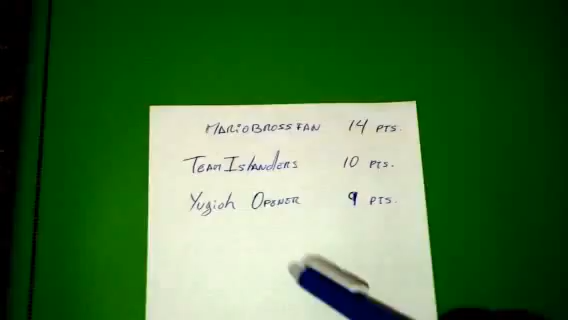 MARIOBROSSFAN 14 PTS.
TEAMISLANDERS 10 PTS.
Yugioh OPENER 9 PTS.